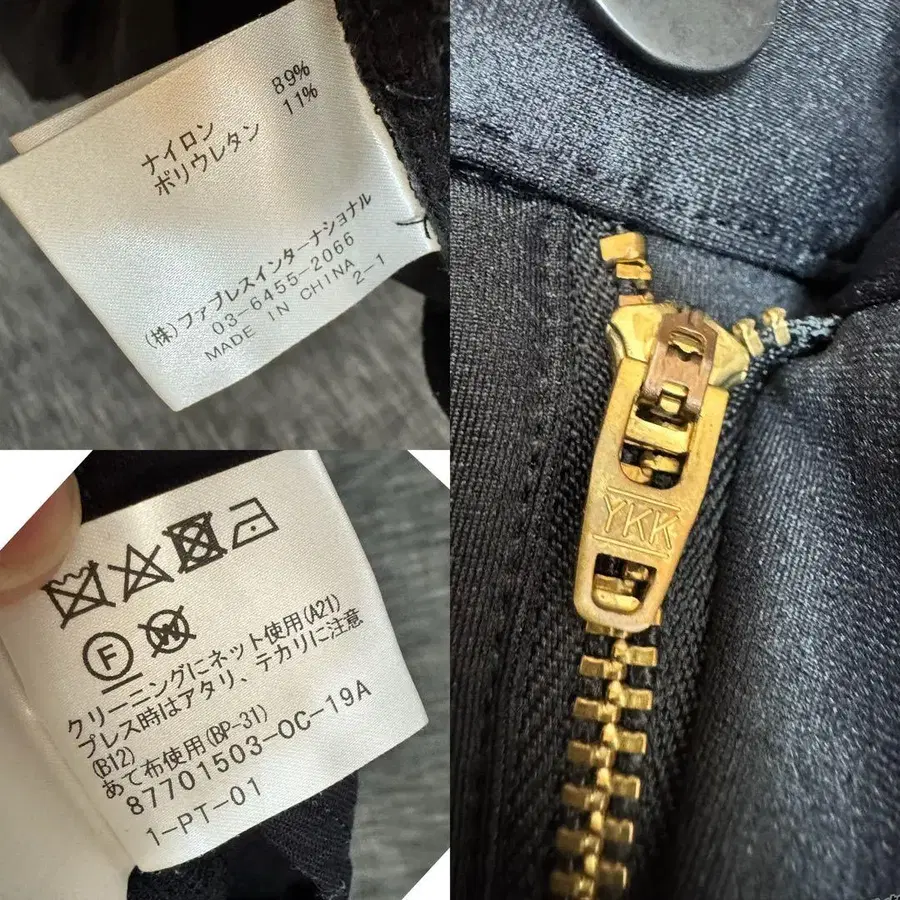 ナイロン 89%
ポリウレタン 11%
(株)ファブレスインターナショナル
03-6455-2066
MADE IN CHINA
2-1
F W
クリーニングにネット使用(A21)
プレス時はアタリ、テカリに注意
(B12)
あて布使用(BP-31)
87701503-OC-19A
1-PT-01
YKK